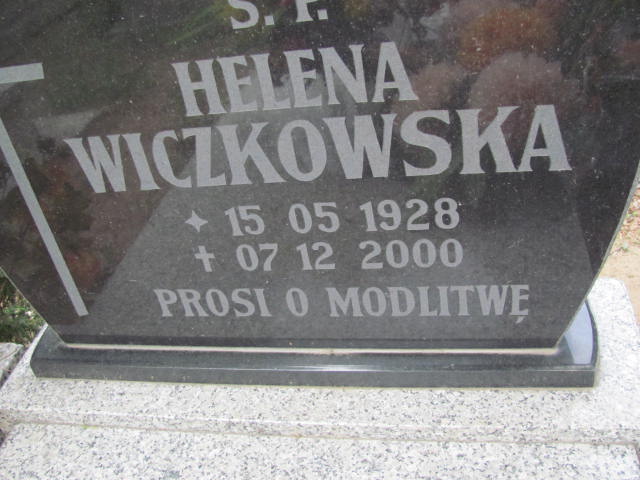 Ś. P.
HELENA
WICZKOWSKA
15 05 1928
07 12 2000
PROSI O MODLITWĘ